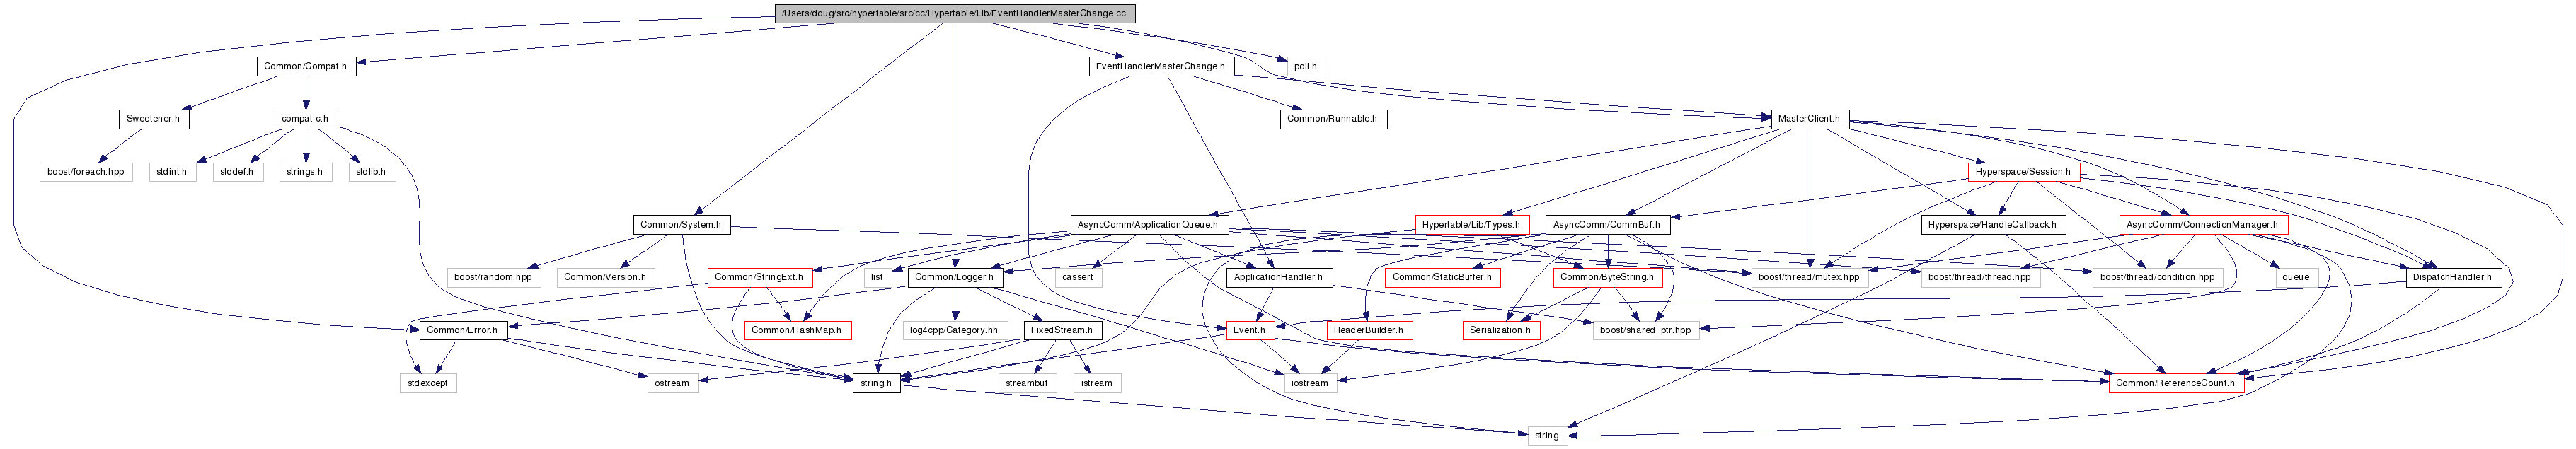 /Users/doug/src/hypertable/src/cc/Hypertable/Lib/EventHandlerMasterChange.cc
Common/Compat.h
EventHandlerMasterChange.h
poll.h
Sweetener.h
compat-c.h
Common/Runnable.h
MasterClient.h
boost/foreach.hpp
stdint.h
stddef.h
strings.h
stdlib.h
Hyperspace/Session.h
Common/System.h
AsyncComm/ApplicationQueue.h
Hypertable/Lib/Types.h
AsyncComm/CommBuf.h
Hyperspace/HandleCallback.h
AsyncComm/ConnectionManager.h
boost/random.hpp
Common/Version.h
Common/StringExt.h
list
Common/Logger.h
cassert
ApplicationHandler.h
Common/StaticBuffer.h
Common/ByteString.h
boost/thread/mutex.hpp
boost/thread/thread.hpp
boost/thread/condition.hpp
queue
DispatchHandler.h
Common/Error.h
Common/HashMap.h
log4cpp/Category.hh
FixedStream.h
Event.h
HeaderBuilder.h
Serialization.h
boost/shared_ptr.hpp
stdexcept
ostream
string.h
streambuf
istream
iostream
Common/ReferenceCount.h
string